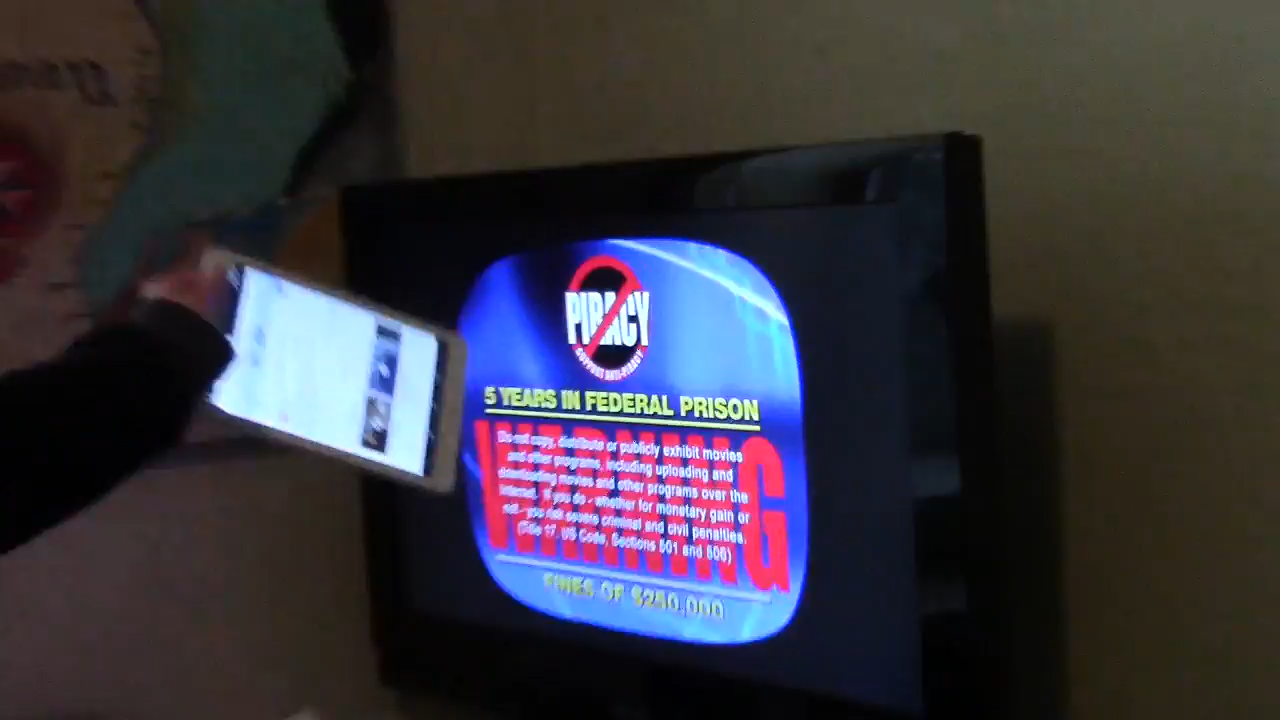 PIRACY
SUPPORT ANTI-PIRACY
5 YEARS IN FEDERAL PRISON
WARNING
Do not copy, distribute or publicly exhibit movies
and other programs, including uploading and
downloading movies and other programs over the
Internet. If you do - whether for monetary gain or
not - you risk severe criminal and civil penalties.
(Title 17, US Code, Sections 501 and 506)
FINES OF $250,000